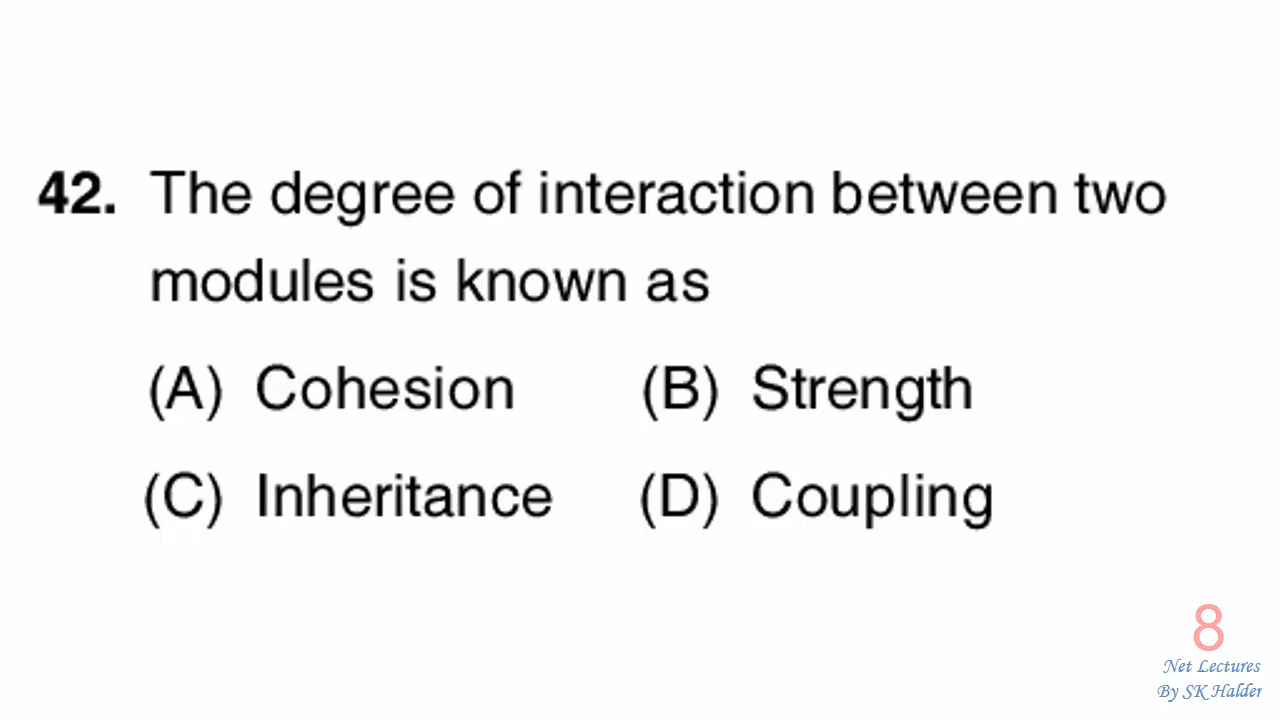 42. The degree of interaction between two
modules is known as
(A) Cohesion (B) Strength
(C) Inheritance (D) Coupling
8
Net Lectures
By SK Halder